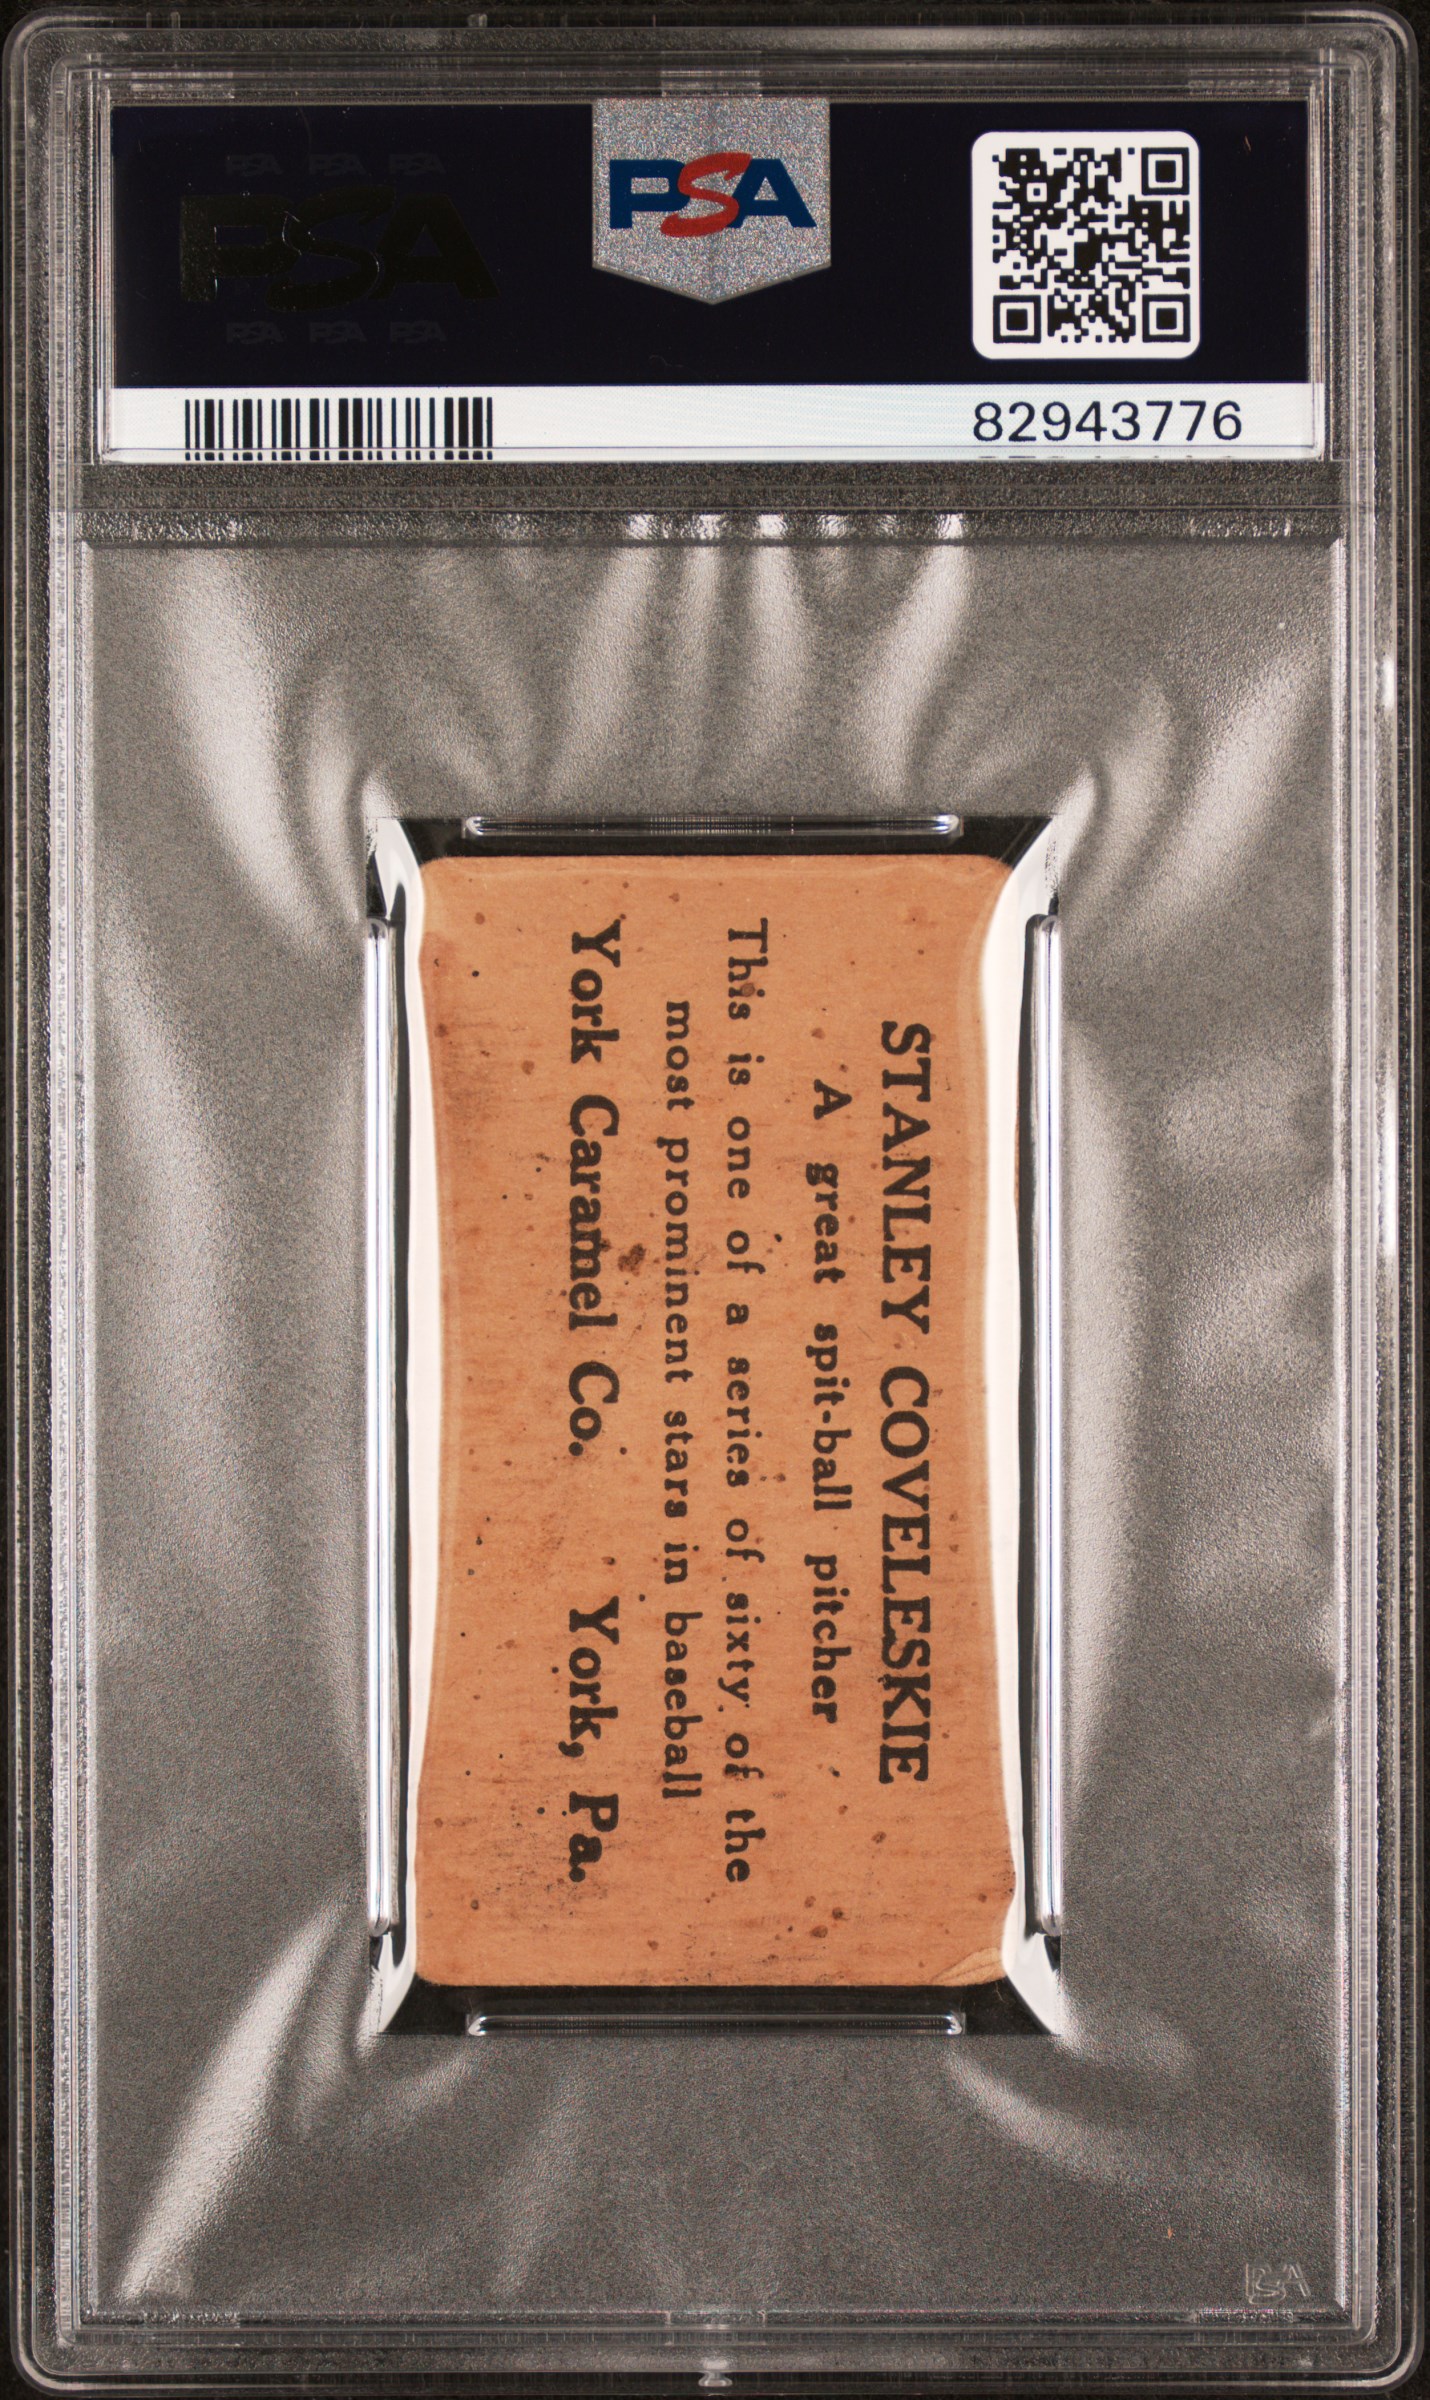 PSA PSA PSA
PSA
PSA PSA PSA
PSA
82943776
STANLEY COVELESKIE
A great spit-ball pitcher
This is one of a series of sixty of the
most prominent stars in baseball
York Caramel Co. York, Pa.
PSA